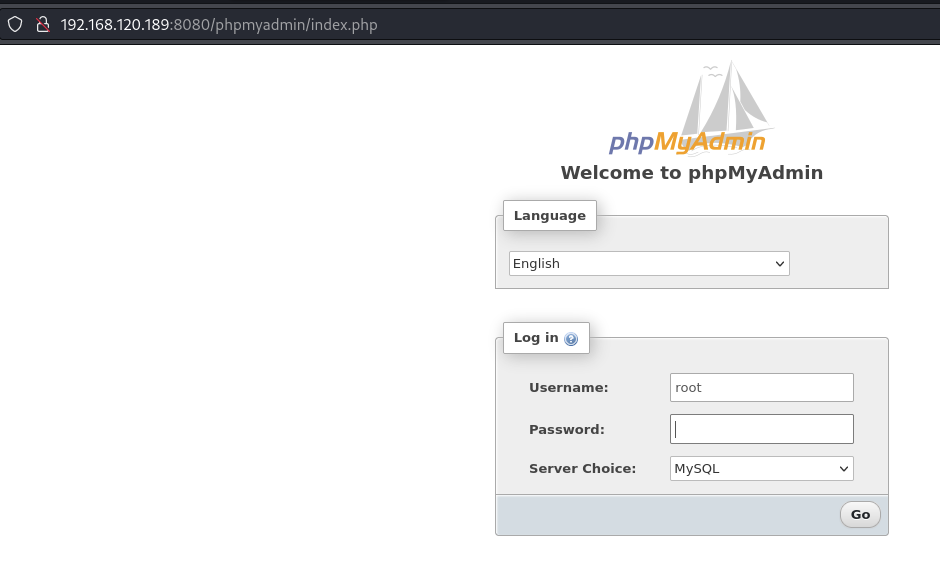 192.168.120.189:8080/phpmyadmin/index.php
phpMyAdmin
Welcome to phpMyAdmin
Language
English
Log in
Username: root
Password:
Server Choice: MySQL
Go